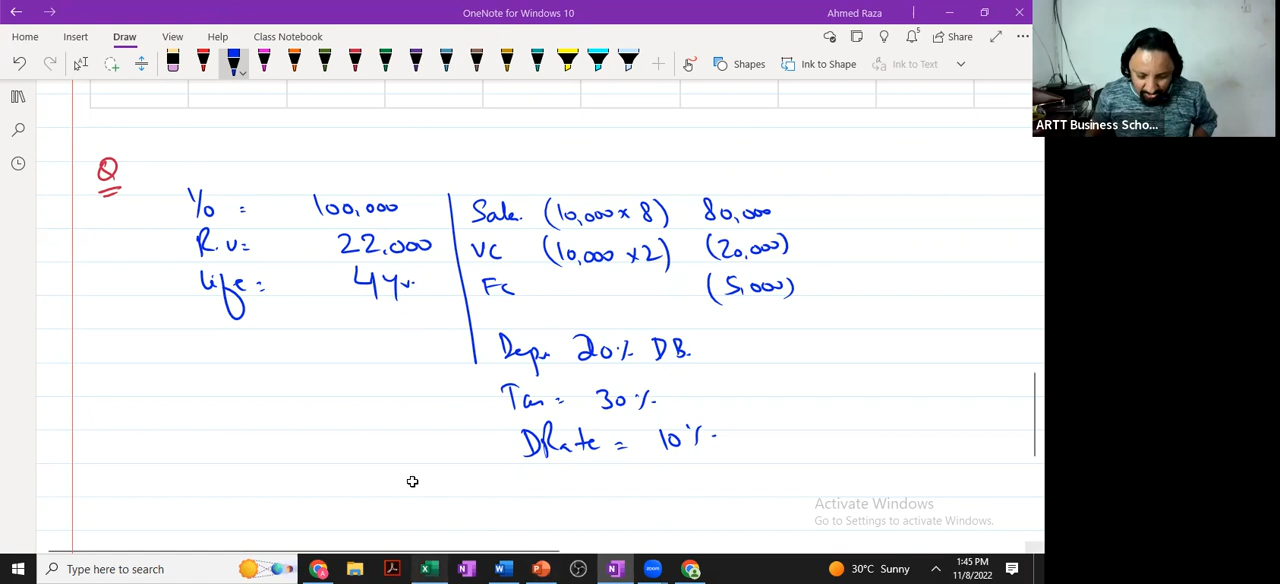 OneNote for Windows 10
Ahmed Raza
Home Insert Draw View Help Class Notebook
Share
Shapes Ink to Shape Ink to Text
ARTT Business Scho...
Q
I/o = 100,000
R.v= 22,000
life = 4 yr.
Sale (10,000 x 8) 80,000
VC (10,000 x 2) (20,000)
FC (5,000)
Depr 20% DB.
Tax = 30%
DRate = 10%
Activate Windows
Go to Settings to activate Windows.
Type here to search
30°C Sunny
1:45 PM
11/8/2022